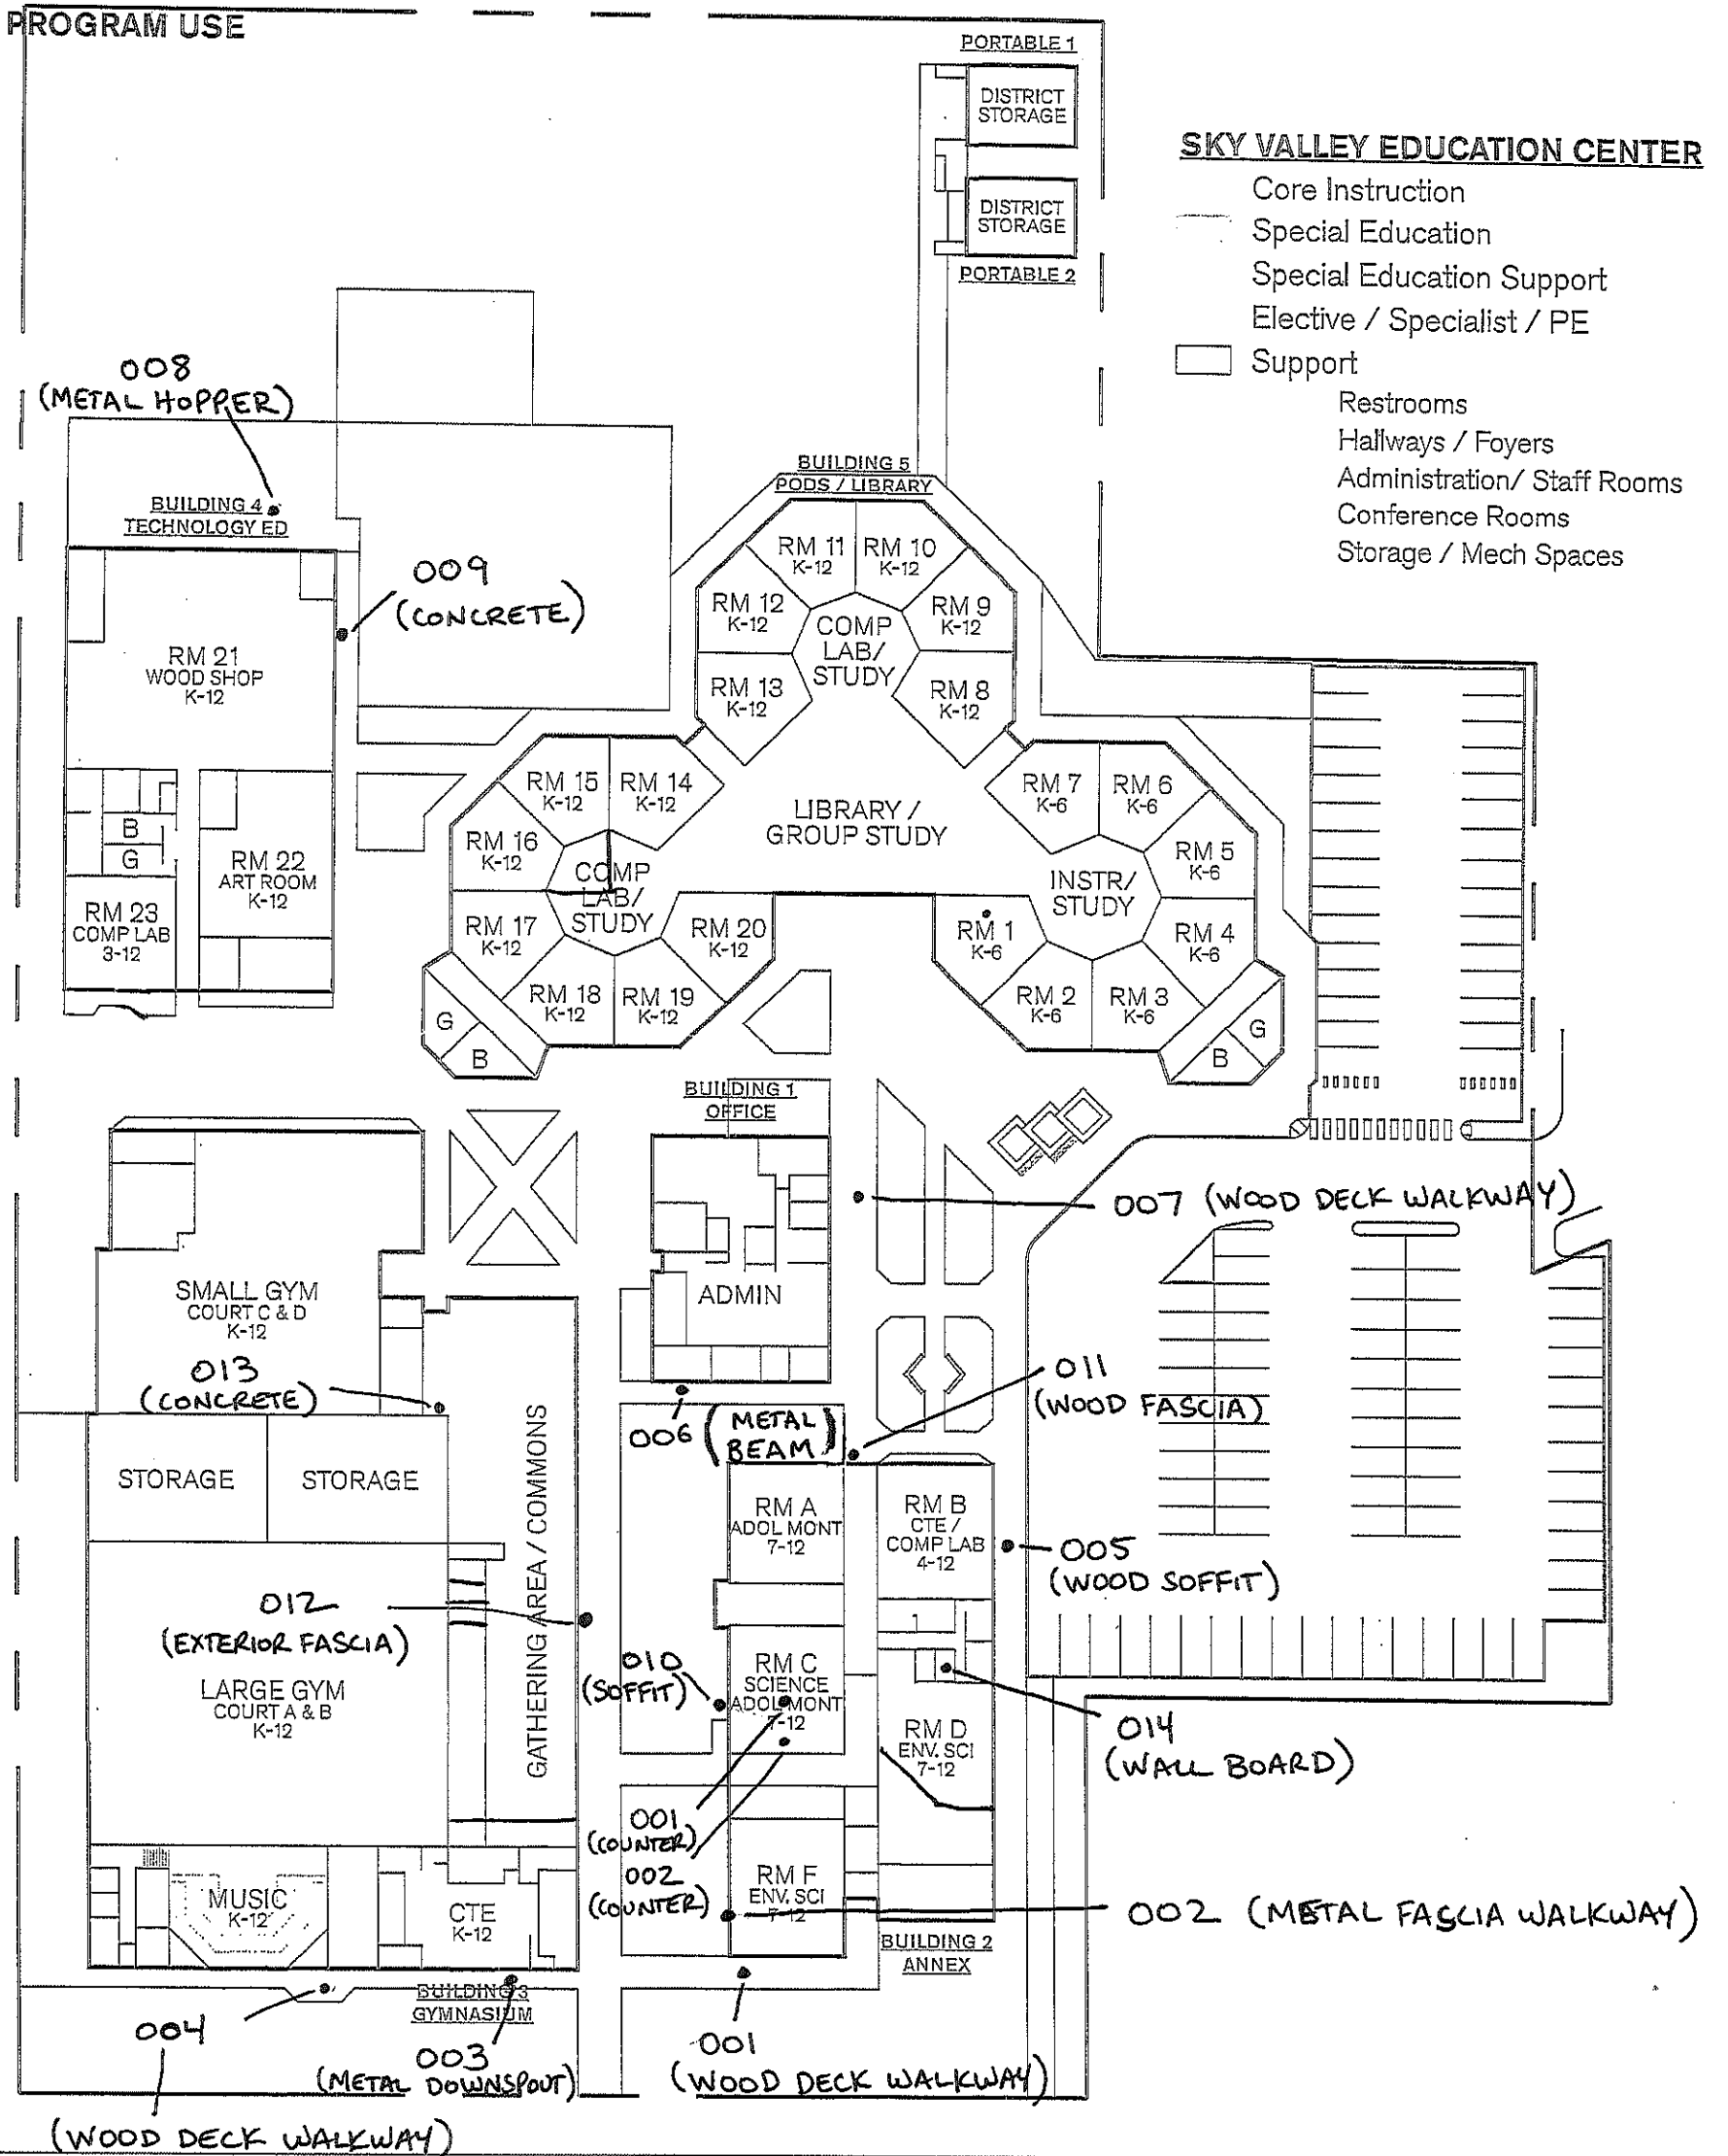 PROGRAM USE
PORTABLE 1
DISTRICT
STORAGE
DISTRICT
STORAGE
PORTABLE 2
SKY VALLEY EDUCATION CENTER
Core Instruction
Special Education
Special Education Support
Elective / Specialist / PE
Support
Restrooms
Hallways / Foyers
Administration/ Staff Rooms
Conference Rooms
Storage / Mech Spaces
008
(METAL HOPPER)
BUILDING 4
TECHNOLOGY ED
009
(CONCRETE)
RM 21
WOOD SHOP
K-12
B
G
RM 22
ART ROOM
K-12
RM 23
COMP LAB
3-12
BUILDING 5
PODS / LIBRARY
RM 11
K-12
RM 10
K-12
RM 12
K-12
RM 9
K-12
COMP
LAB/
STUDY
RM 13
K-12
RM 8
K-12
RM 15
K-12
RM 14
K-12
RM 7
K-6
RM 6
K-6
LIBRARY /
GROUP STUDY
RM 16
K-12
RM 5
K-6
COMP
LAB/
STUDY
INSTR/
STUDY
RM 17
K-12
RM 20
K-12
RM 1
K-6
RM 4
K-6
RM 18
K-12
RM 19
K-12
RM 2
K-6
RM 3
K-6
G
B
G
B
BUILDING 1
OFFICE
ADMIN
007 (WOOD DECK WALKWAY)
SMALL GYM
COURT C & D
K-12
013
(CONCRETE)
006 (METAL
BEAM)
011
(WOOD FASCIA)
STORAGE
STORAGE
GATHERING AREA / COMMONS
RM A
ADOL MONT
7-12
RM B
CTE /
COMP LAB
4-12
005
(WOOD SOFFIT)
012
(EXTERIOR FASCIA)
LARGE GYM
COURT A & B
K-12
010
(SOFFIT)
RM C
SCIENCE
ADOL MONT
7-12
RM D
ENV. SCI
7-12
014
(WALL BOARD)
001
(COUNTER)
002
(COUNTER)
RM F
ENV. SCI
7-12
002 (METAL FASCIA WALKWAY)
BUILDING 2
ANNEX
MUSIC
K-12
CTE
K-12
BUILDING 3
GYMNASIUM
004
(WOOD DECK WALKWAY)
003
(METAL DOWNSPOUT)
001
(WOOD DECK WALKWAY)